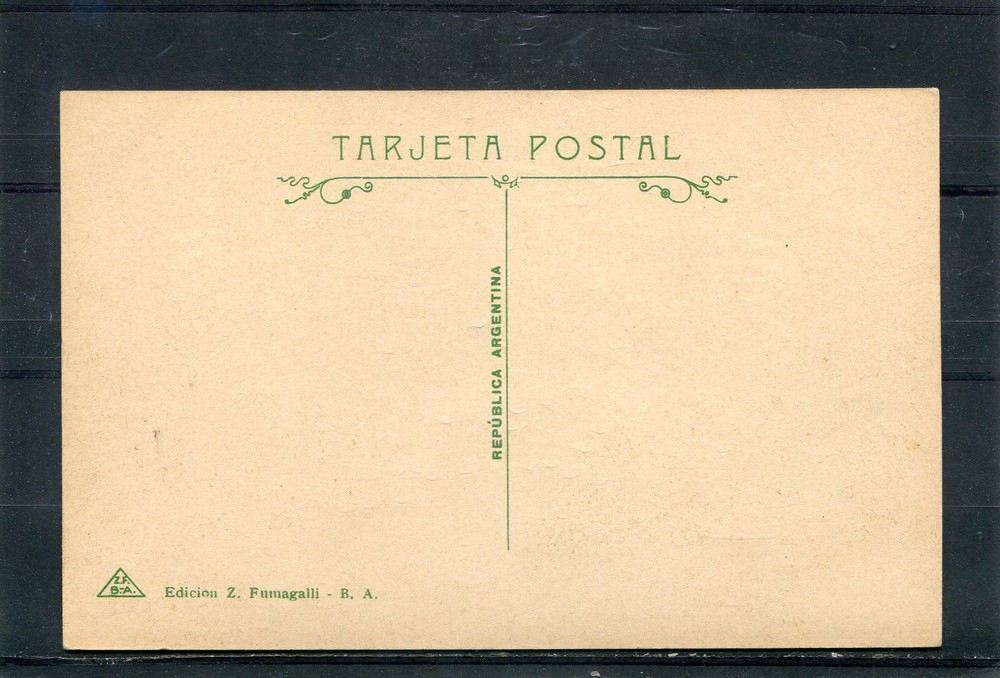 TARJETA POSTAL
REPÚBLICA ARGENTINA
Z.F.
B-A.
Edicion Z. Fumagalli - B. A.